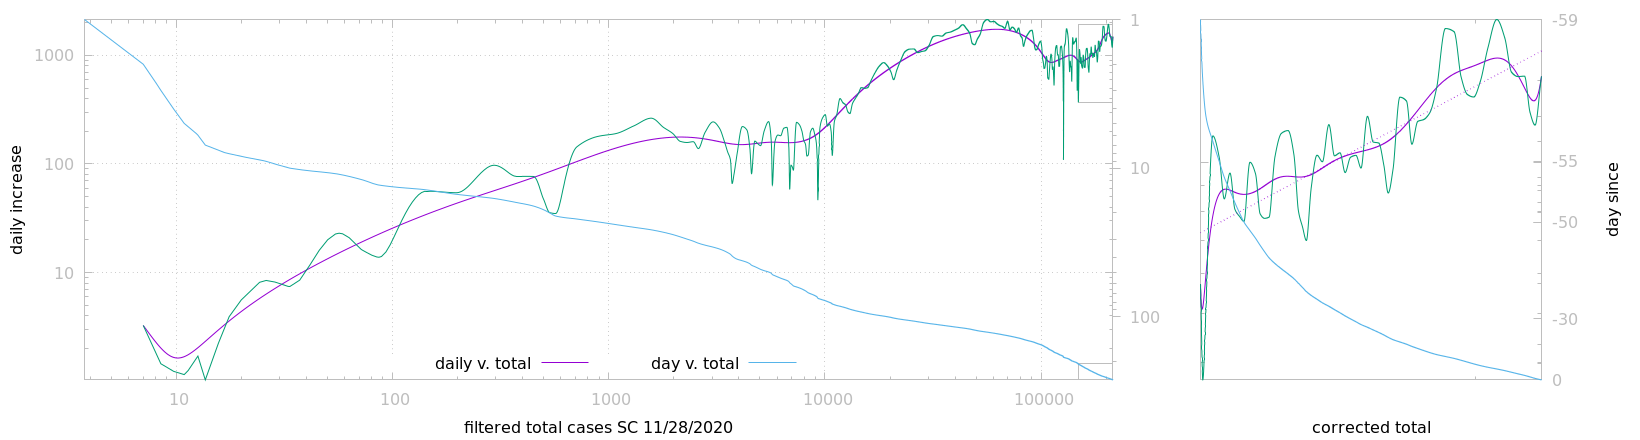 daily increase
1000
100
10
daily v. total
day v. total
10
100
1000
10000
100000
filtered total cases SC 11/28/2020
1
10
100
-59
-55
-50
-30
0
day since
corrected total